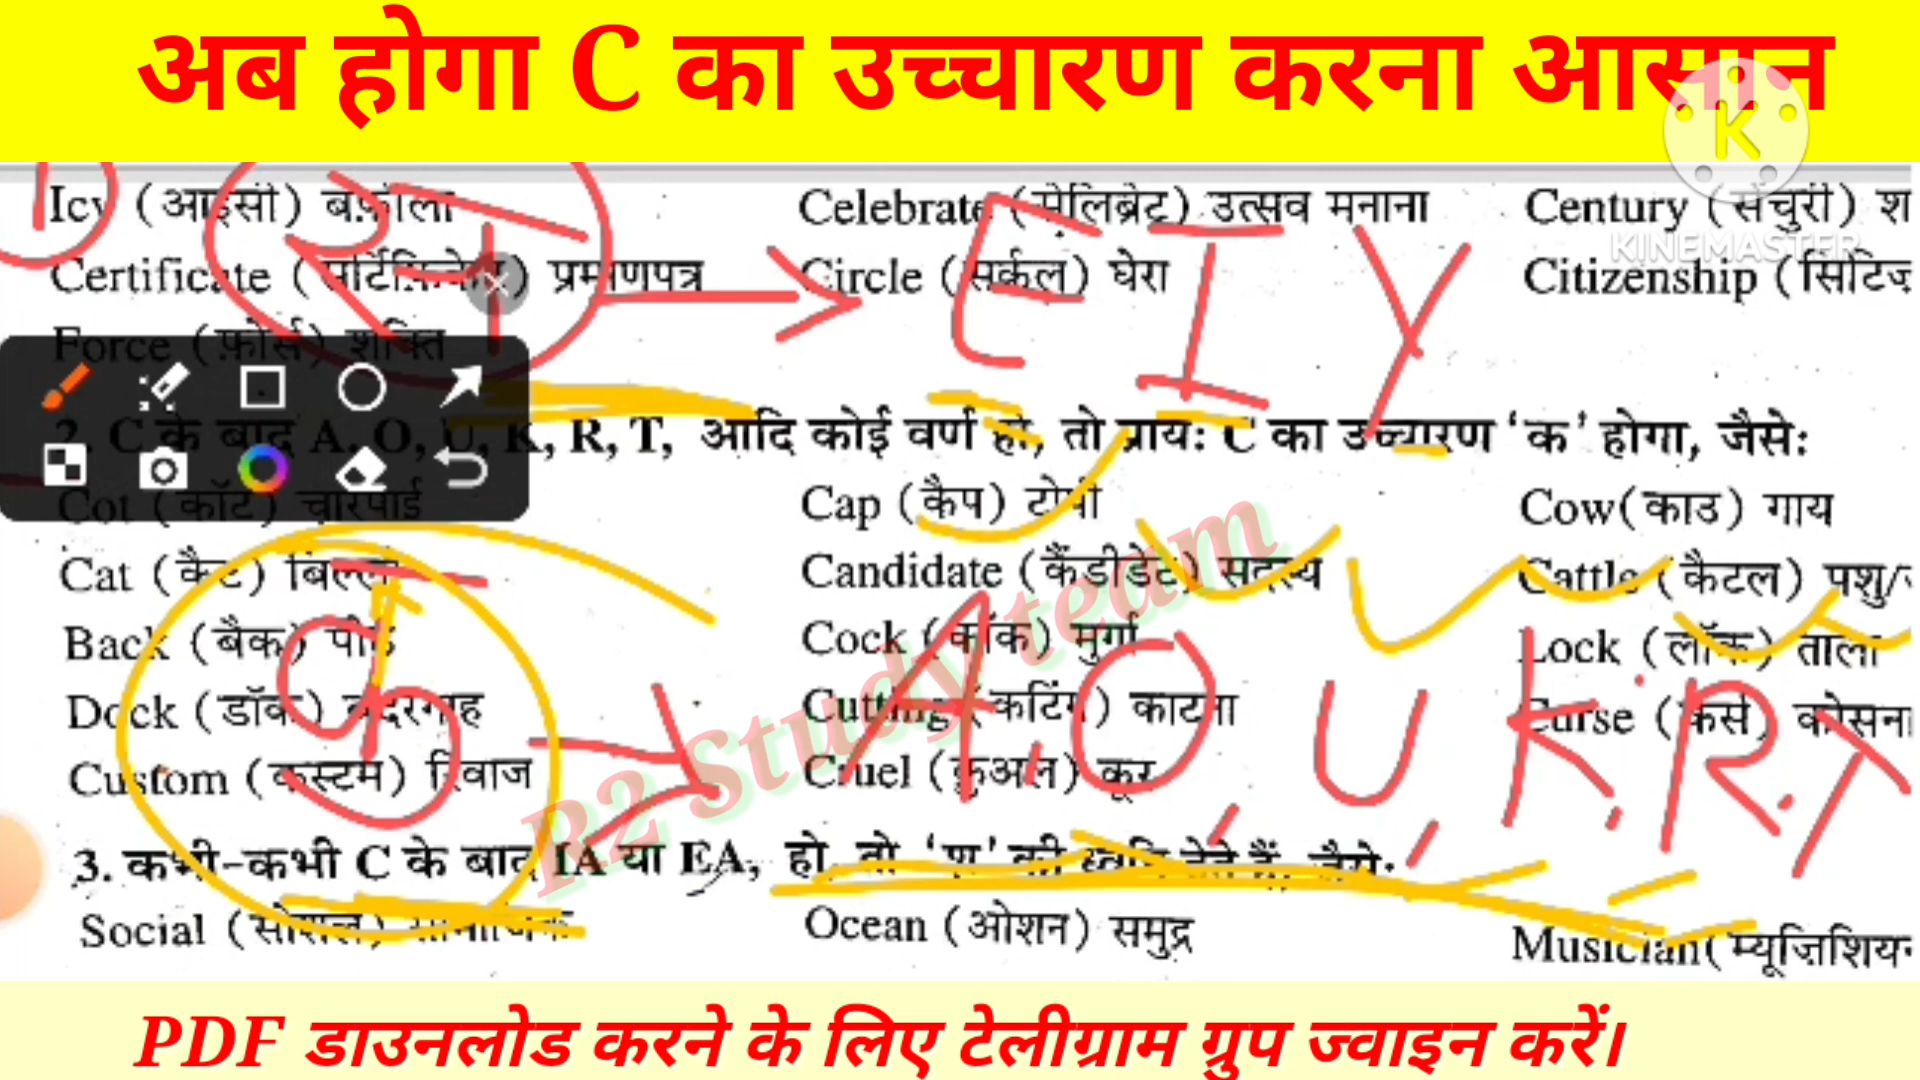 अब होगा C का उच्चारण करना आसान
KINEMASTER
Icy (आइसी) बर्फ़ीला Celebrate (सेलिब्रेट) उत्सव मनाना Century (सेंचुरी) श
Certificate (सर्टिफ़िकेट) प्रमाणपत्र Circle (सर्कल) घेरा Citizenship (सिटिज़
E I Y
Force (फ़ोर्स) शक्ति
2. C के बाद A, O, U, K, R, T, आदि कोई वर्ण हो, तो प्रायः C का उच्चारण 'क' होगा, जैसे:
Cot (कॉट) चारपाई Cap (कैप) टोपी Cow(काउ) गाय
Cat (कैट) बिल्ली Candidate (कैंडीडेट) सदस्य Cattle (कैटल) पशु/
Back (बैक) पीठ Cock (कॉक) मुर्गा Lock (लॉक) ताला
Dock (डॉक) बंदरगाह Cutting (कटिंग) काटना Curse (कर्स) कोसना
A, O, U, K, R, T
Custom (कस्टम) रिवाज Cruel (क्रुअल) क्रूर
R2 Study team
3. कभी-कभी C के बाद IA या EA, हो तो 'श' की ध्वनि देते हैं, जैसे:
Social (सोशल) सामाजिक Ocean (ओशन) समुद्र Musician(म्यूज़िशियन
PDF डाउनलोड करने के लिए टेलीग्राम ग्रुप ज्वाइन करें।